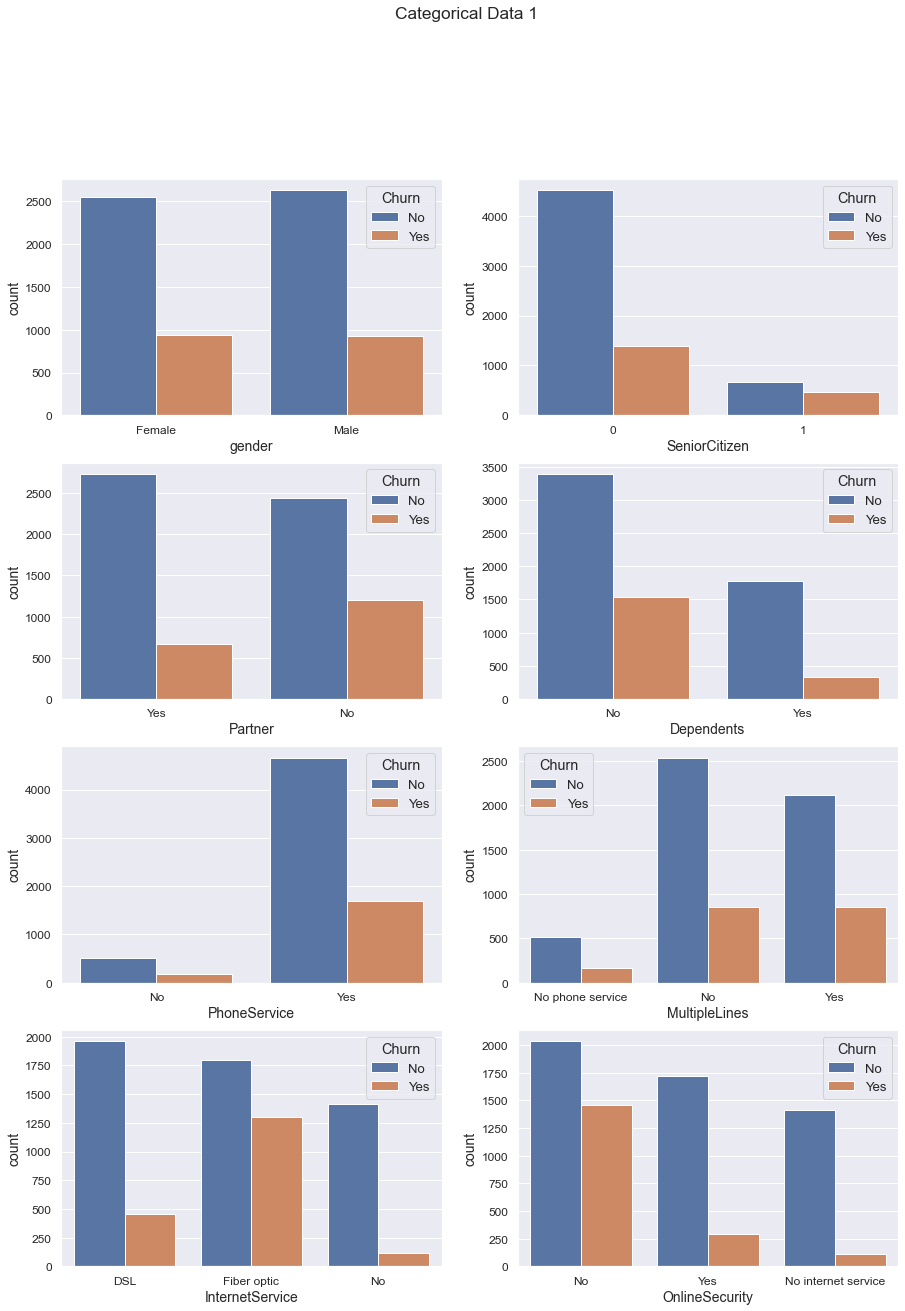 Categorical Data 1
2500
2000
1500
1000
500
0
count
Female Male
gender
Churn
No
Yes
4000
3000
2000
1000
0
count
0 1
SeniorCitizen
Churn
No
Yes
2500
2000
1500
1000
500
0
count
Yes No
Partner
Churn
No
Yes
3500
3000
2500
2000
1500
1000
500
0
count
No Yes
Dependents
Churn
No
Yes
4000
3000
2000
1000
0
count
No Yes
PhoneService
Churn
No
Yes
2500
2000
1500
1000
500
0
count
No phone service No Yes
MultipleLines
Churn
No
Yes
2000
1750
1500
1250
1000
750
500
250
0
count
DSL Fiber optic No
InternetService
Churn
No
Yes
2000
1750
1500
1250
1000
750
500
250
0
count
No Yes No internet service
OnlineSecurity
Churn
No
Yes